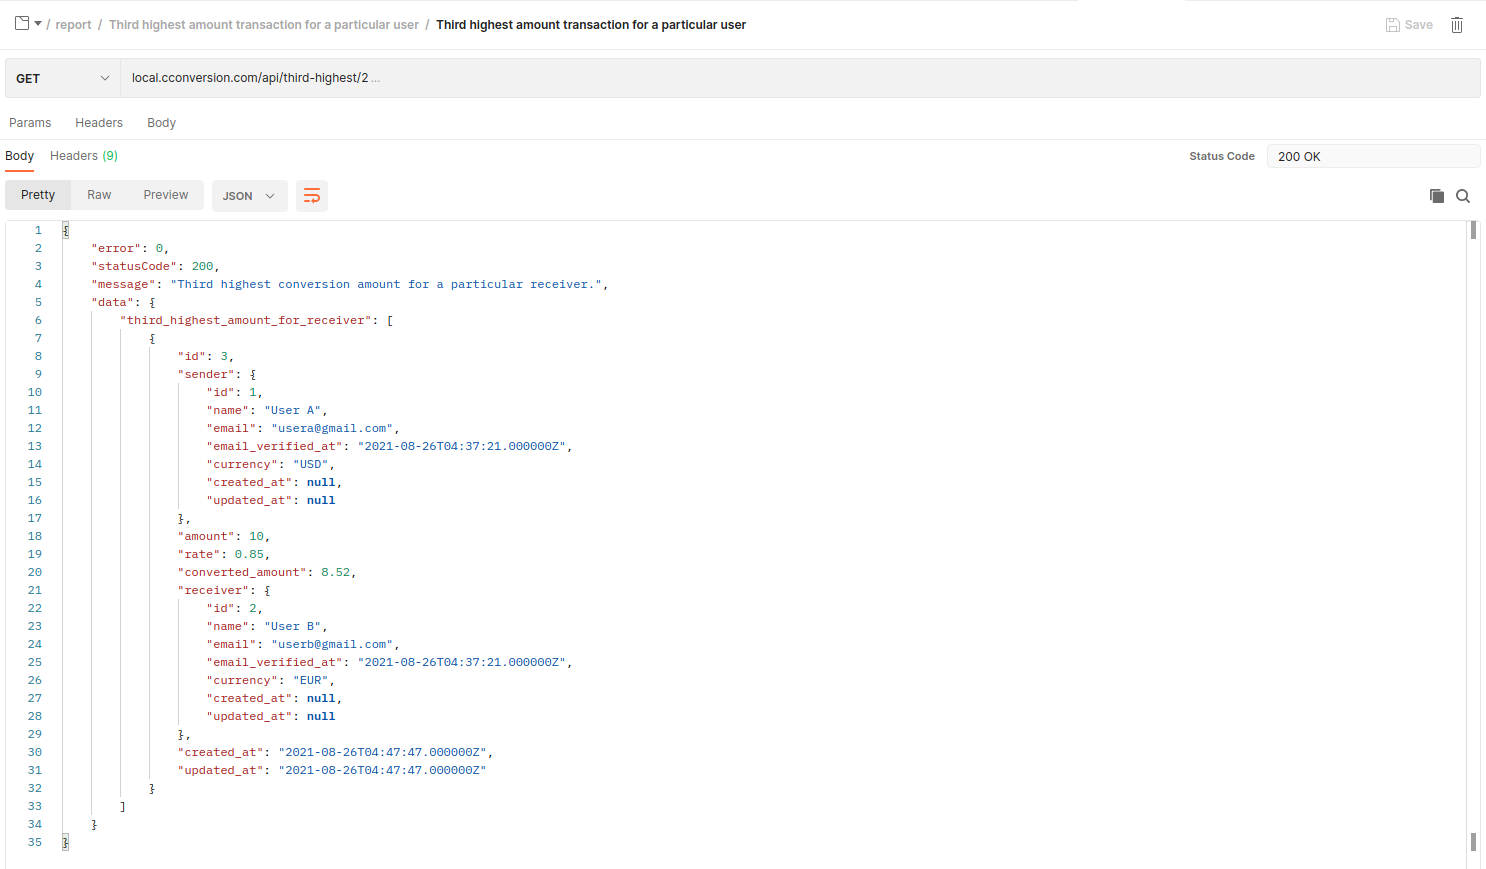 / report / Third highest amount transaction for a particular user / Third highest amount transaction for a particular user Save
GET local.cconversion.com/api/third-highest/2 ...
Params Headers Body
Body Headers (9) Status Code 200 OK
Pretty Raw Preview JSON
1 {
2 "error": 0,
3 "statusCode": 200,
4 "message": "Third highest conversion amount for a particular receiver.",
5 "data": {
6 "third_highest_amount_for_receiver": [
7 {
8 "id": 3,
9 "sender": {
10 "id": 1,
11 "name": "User A",
12 "email": "usera@gmail.com",
13 "email_verified_at": "2021-08-26T04:37:21.000000Z",
14 "currency": "USD",
15 "created_at": null,
16 "updated_at": null
17 },
18 "amount": 10,
19 "rate": 0.85,
20 "converted_amount": 8.52,
21 "receiver": {
22 "id": 2,
23 "name": "User B",
24 "email": "userb@gmail.com",
25 "email_verified_at": "2021-08-26T04:37:21.000000Z",
26 "currency": "EUR",
27 "created_at": null,
28 "updated_at": null
29 },
30 "created_at": "2021-08-26T04:47:47.000000Z",
31 "updated_at": "2021-08-26T04:47:47.000000Z"
32 }
33 ]
34 }
35 }